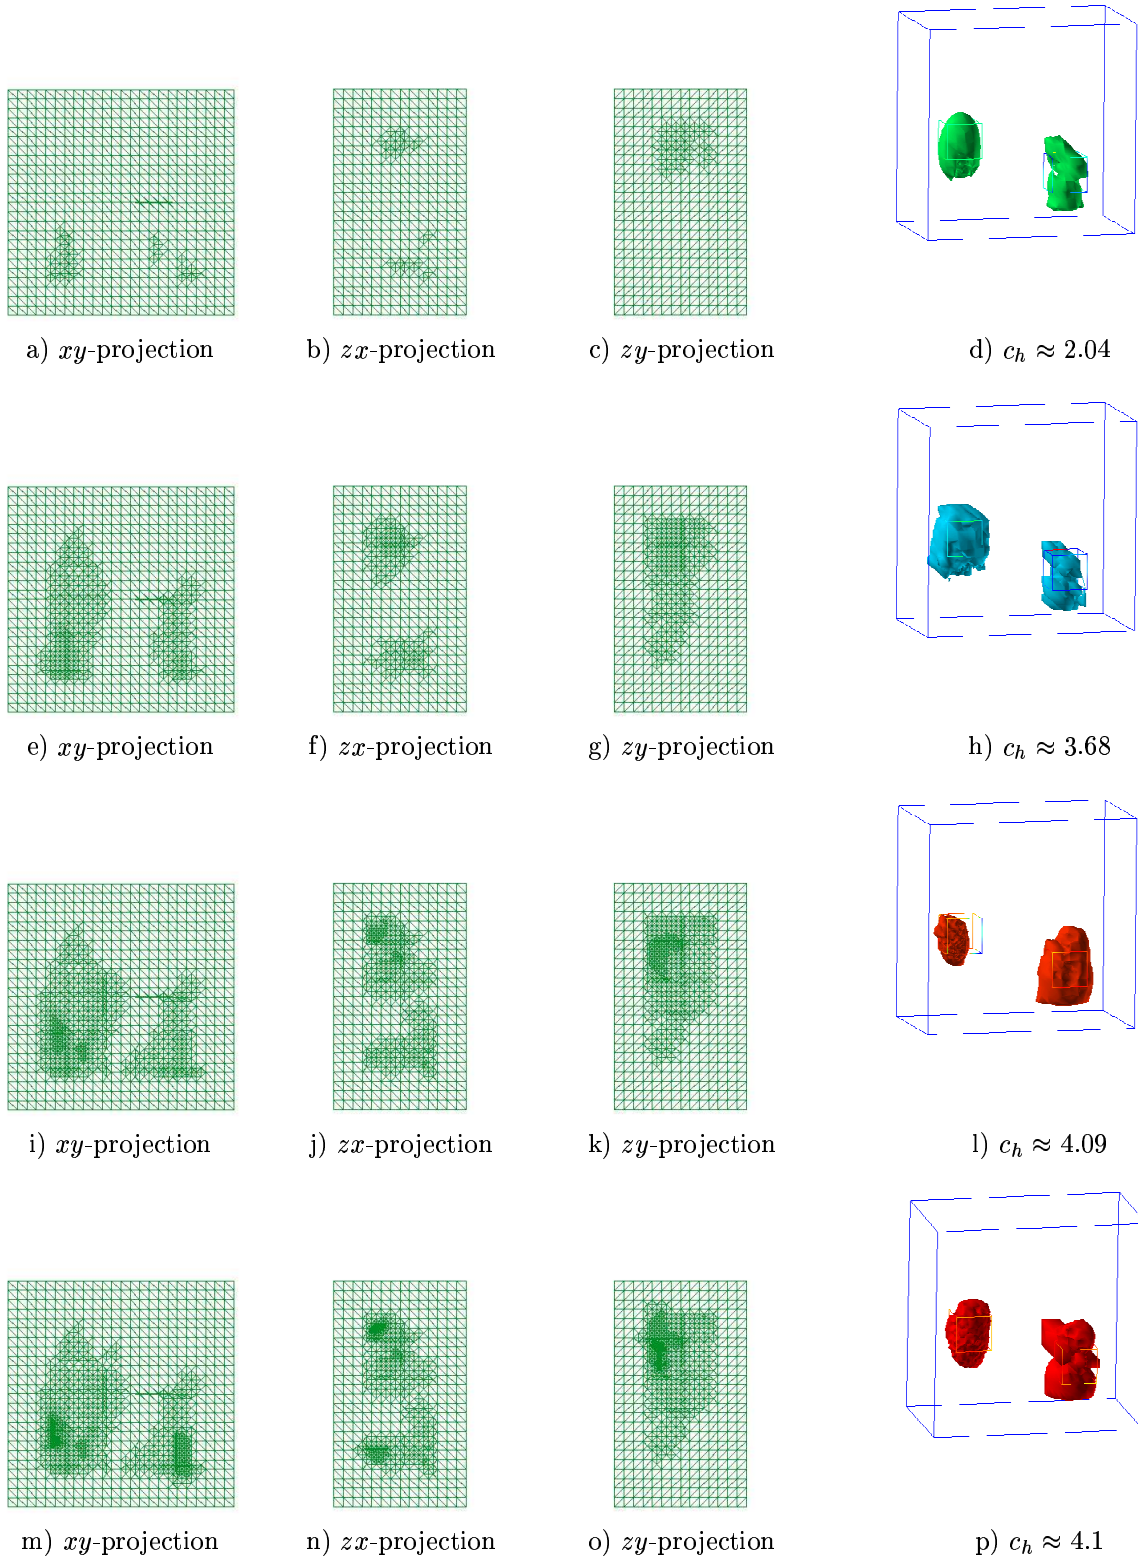 a) xy-projection b) zx-projection c) zy-projection d) c_h ≈ 2.04
e) xy-projection f) zx-projection g) zy-projection h) c_h ≈ 3.68
i) xy-projection j) zx-projection k) zy-projection l) c_h ≈ 4.09
m) xy-projection n) zx-projection o) zy-projection p) c_h ≈ 4.1